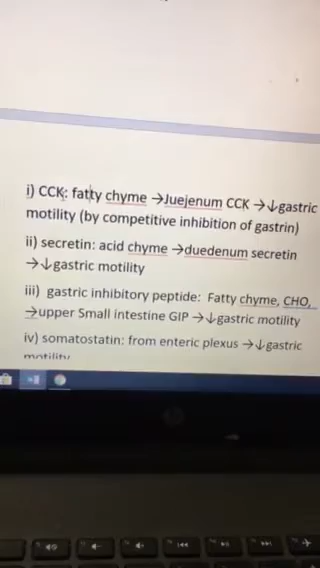 i) CCK: fatty chyme →Juejenum CCK →↓gastric
motility (by competitive inhibition of gastrin)
ii) secretin: acid chyme →duedenum secretin
→↓gastric motility
iii) gastric inhibitory peptide: Fatty chyme, CHO,
→upper Small intestine GIP →↓gastric motility
iv) somatostatin: from enteric plexus →↓gastric
motility